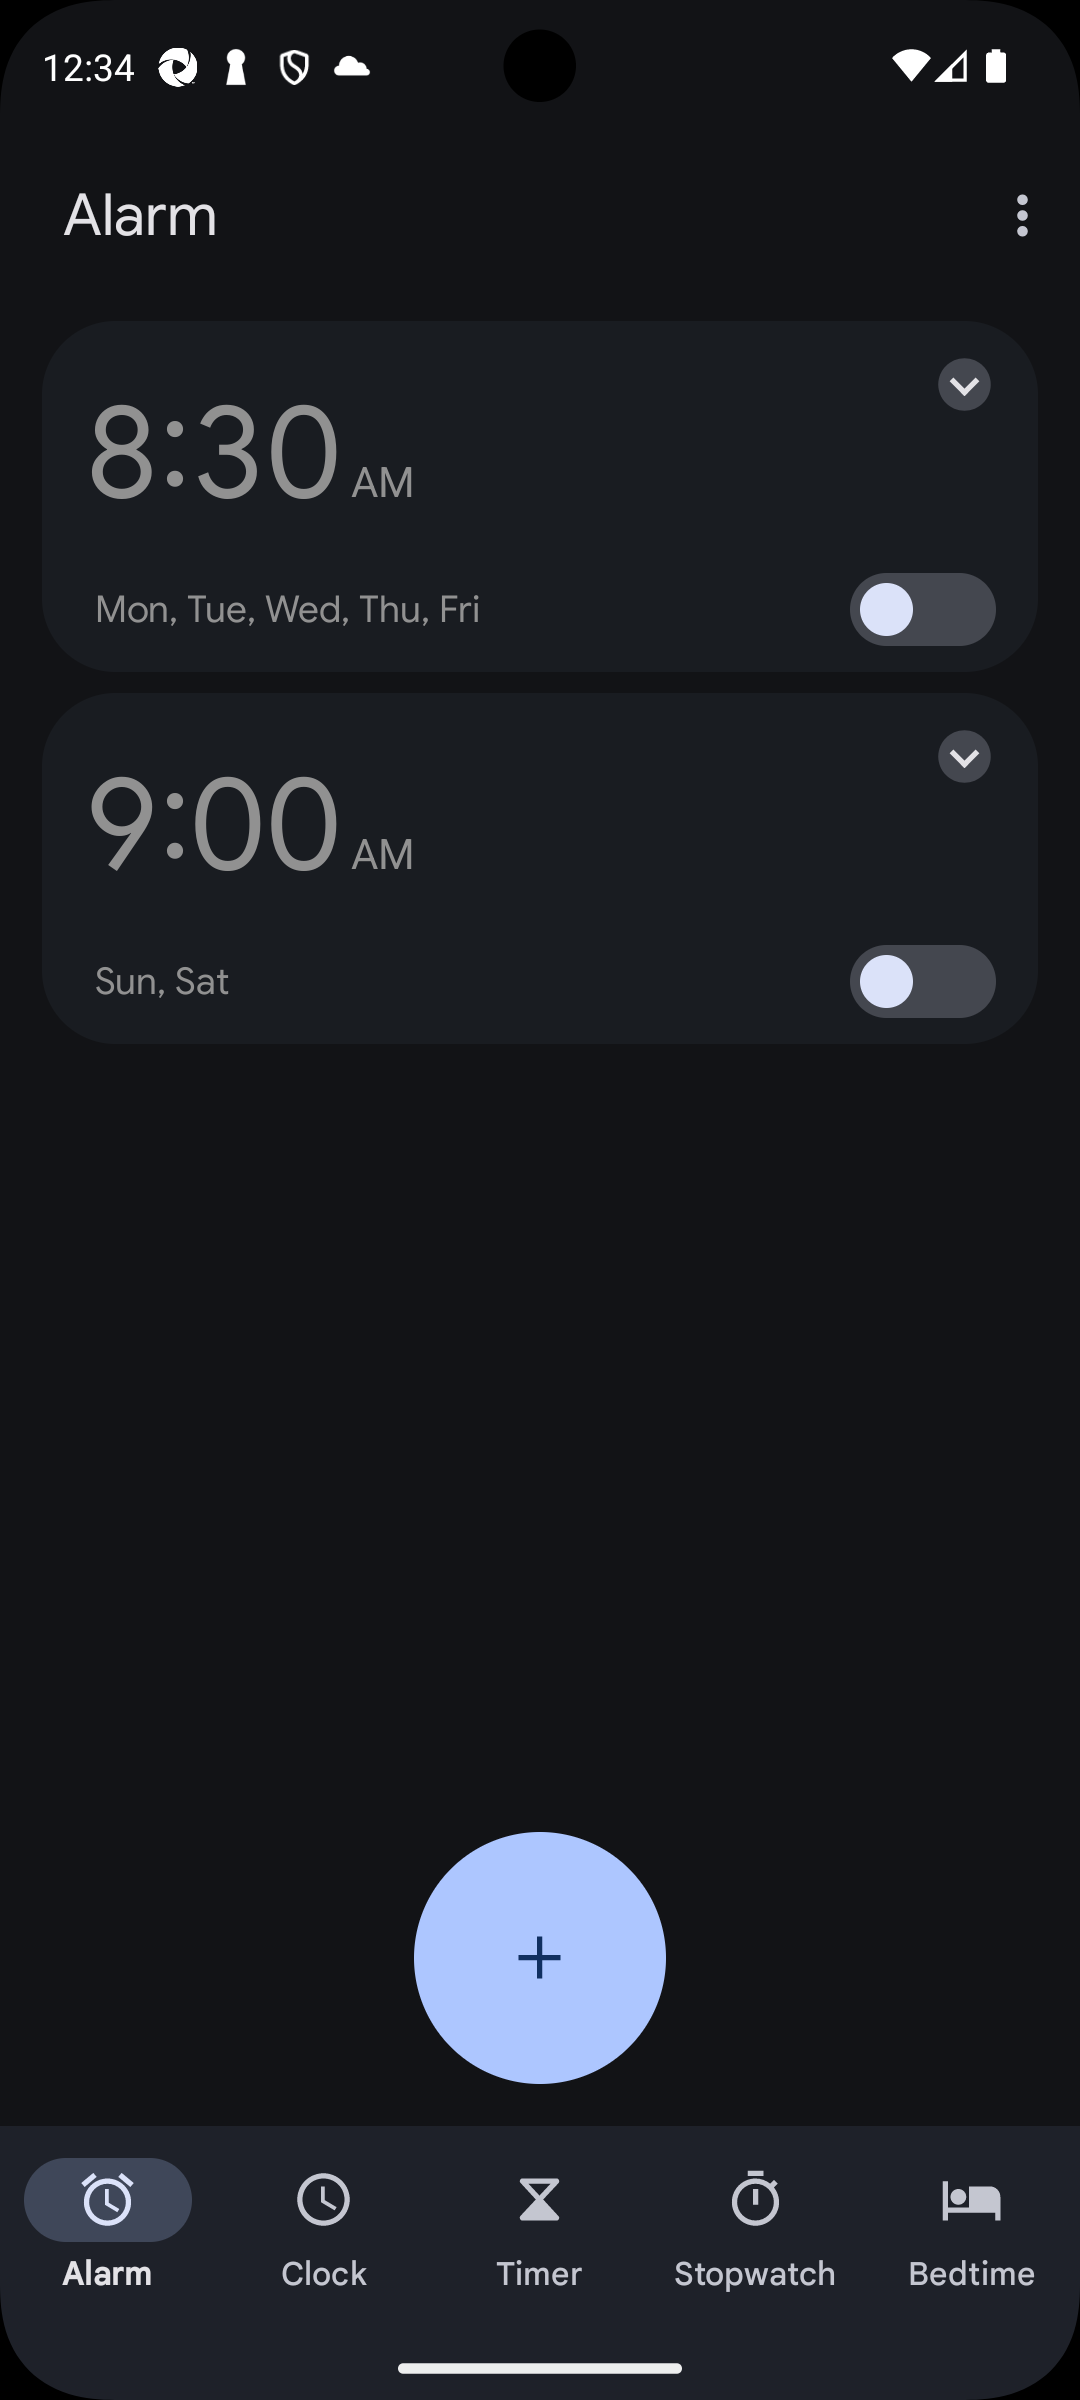 12:34
Alarm
8:30 AM
Mon, Tue, Wed, Thu, Fri
9:00 AM
Sun, Sat
Alarm
Clock
Timer
Stopwatch
Bedtime